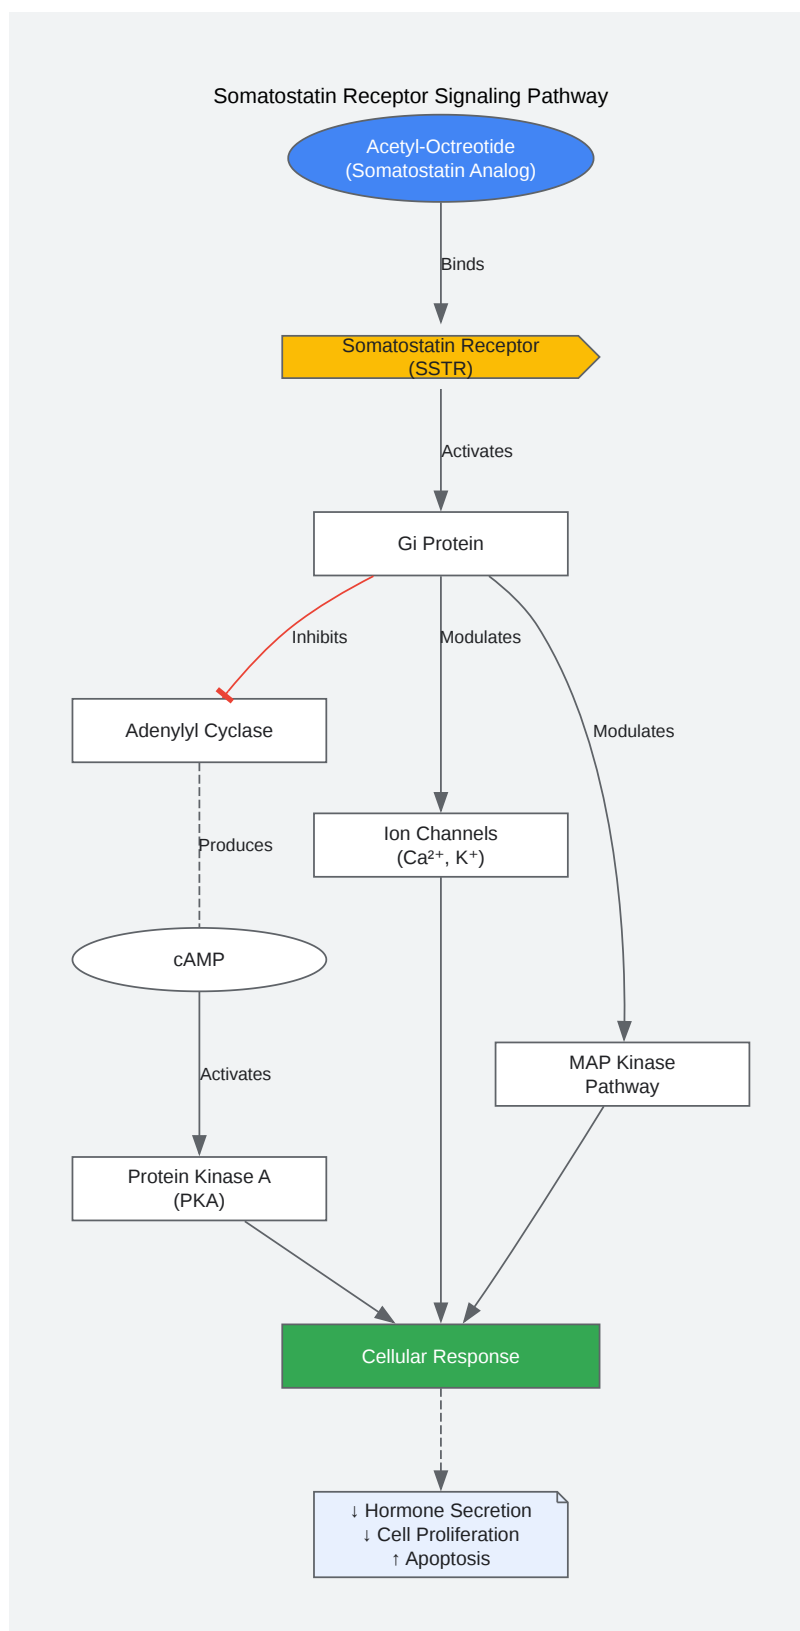 Somatostatin Receptor Signaling Pathway
Acetyl-Octreotide
(Somatostatin Analog)
Binds
Somatostatin Receptor
(SSTR)
Activates
Gi Protein
Inhibits
Modulates
Modulates
Adenylyl Cyclase
Produces
Ion Channels
(Ca²⁺, K⁺)
cAMP
Activates
MAP Kinase
Pathway
Protein Kinase A
(PKA)
Cellular Response
↓ Hormone Secretion
↓ Cell Proliferation
↑ Apoptosis